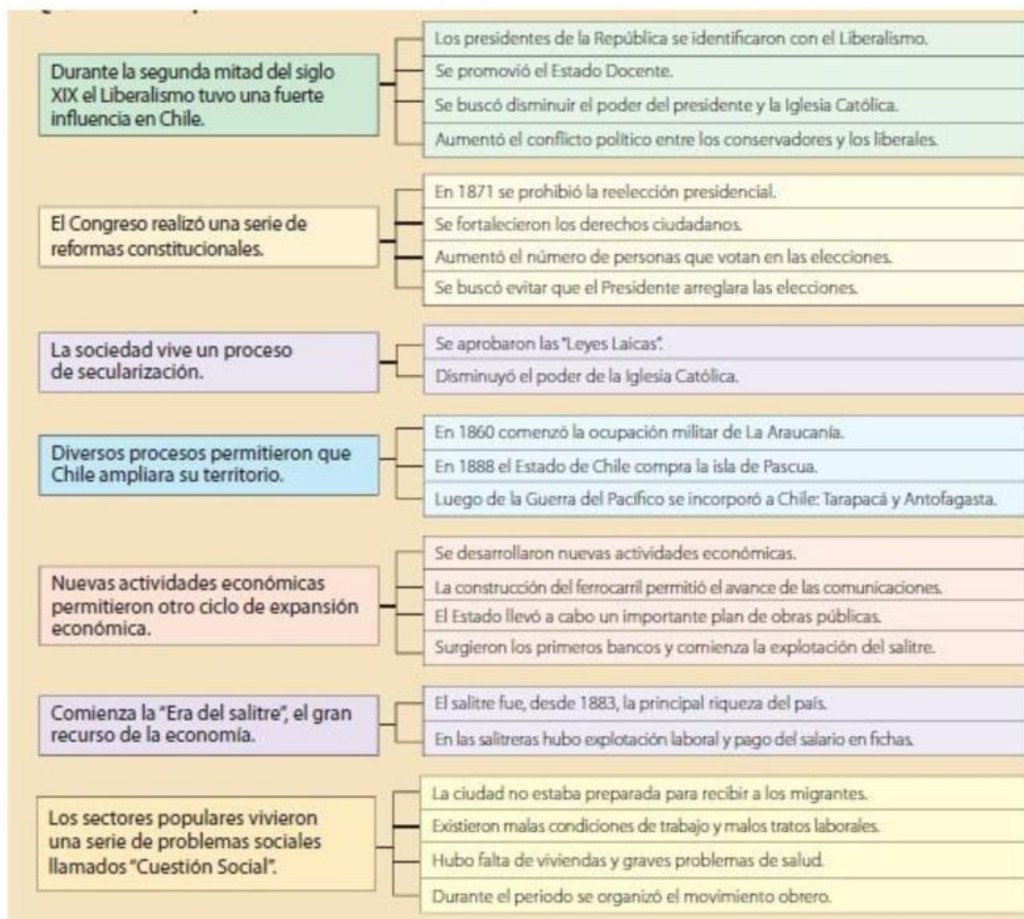 Durante la segunda mitad del siglo
XIX el Liberalismo tuvo una fuerte
influencia en Chile.
Los presidentes de la República se identificaron con el Liberalismo.
Se promovió el Estado Docente.
Se buscó disminuir el poder del presidente y la Iglesia Católica.
Aumentó el conflicto político entre los conservadores y los liberales.
El Congreso realizó una serie de
reformas constitucionales.
En 1871 se prohibió la reelección presidencial.
Se fortalecieron los derechos ciudadanos.
Aumentó el número de personas que votan en las elecciones.
Se buscó evitar que el Presidente arreglara las elecciones.
La sociedad vive un proceso
de secularización.
Se aprobaron las "Leyes Laicas".
Disminuyó el poder de la Iglesia Católica.
Diversos procesos permitieron que
Chile ampliara su territorio.
En 1860 comenzó la ocupación militar de La Araucanía.
En 1888 el Estado de Chile compra la isla de Pascua.
Luego de la Guerra del Pacífico se incorporó a Chile: Tarapacá y Antofagasta.
Nuevas actividades económicas
permitieron otro ciclo de expansión
económica.
Se desarrollaron nuevas actividades económicas.
La construcción del ferrocarril permitió el avance de las comunicaciones.
El Estado llevó a cabo un importante plan de obras públicas.
Surgieron los primeros bancos y comienza la explotación del salitre.
Comienza la "Era del salitre", el gran
recurso de la economía.
El salitre fue, desde 1883, la principal riqueza del país.
En las salitreras hubo explotación laboral y pago del salario en fichas.
Los sectores populares vivieron
una serie de problemas sociales
llamados "Cuestión Social".
La ciudad no estaba preparada para recibir a los migrantes.
Existieron malas condiciones de trabajo y malos tratos laborales.
Hubo falta de viviendas y graves problemas de salud.
Durante el periodo se organizó el movimiento obrero.